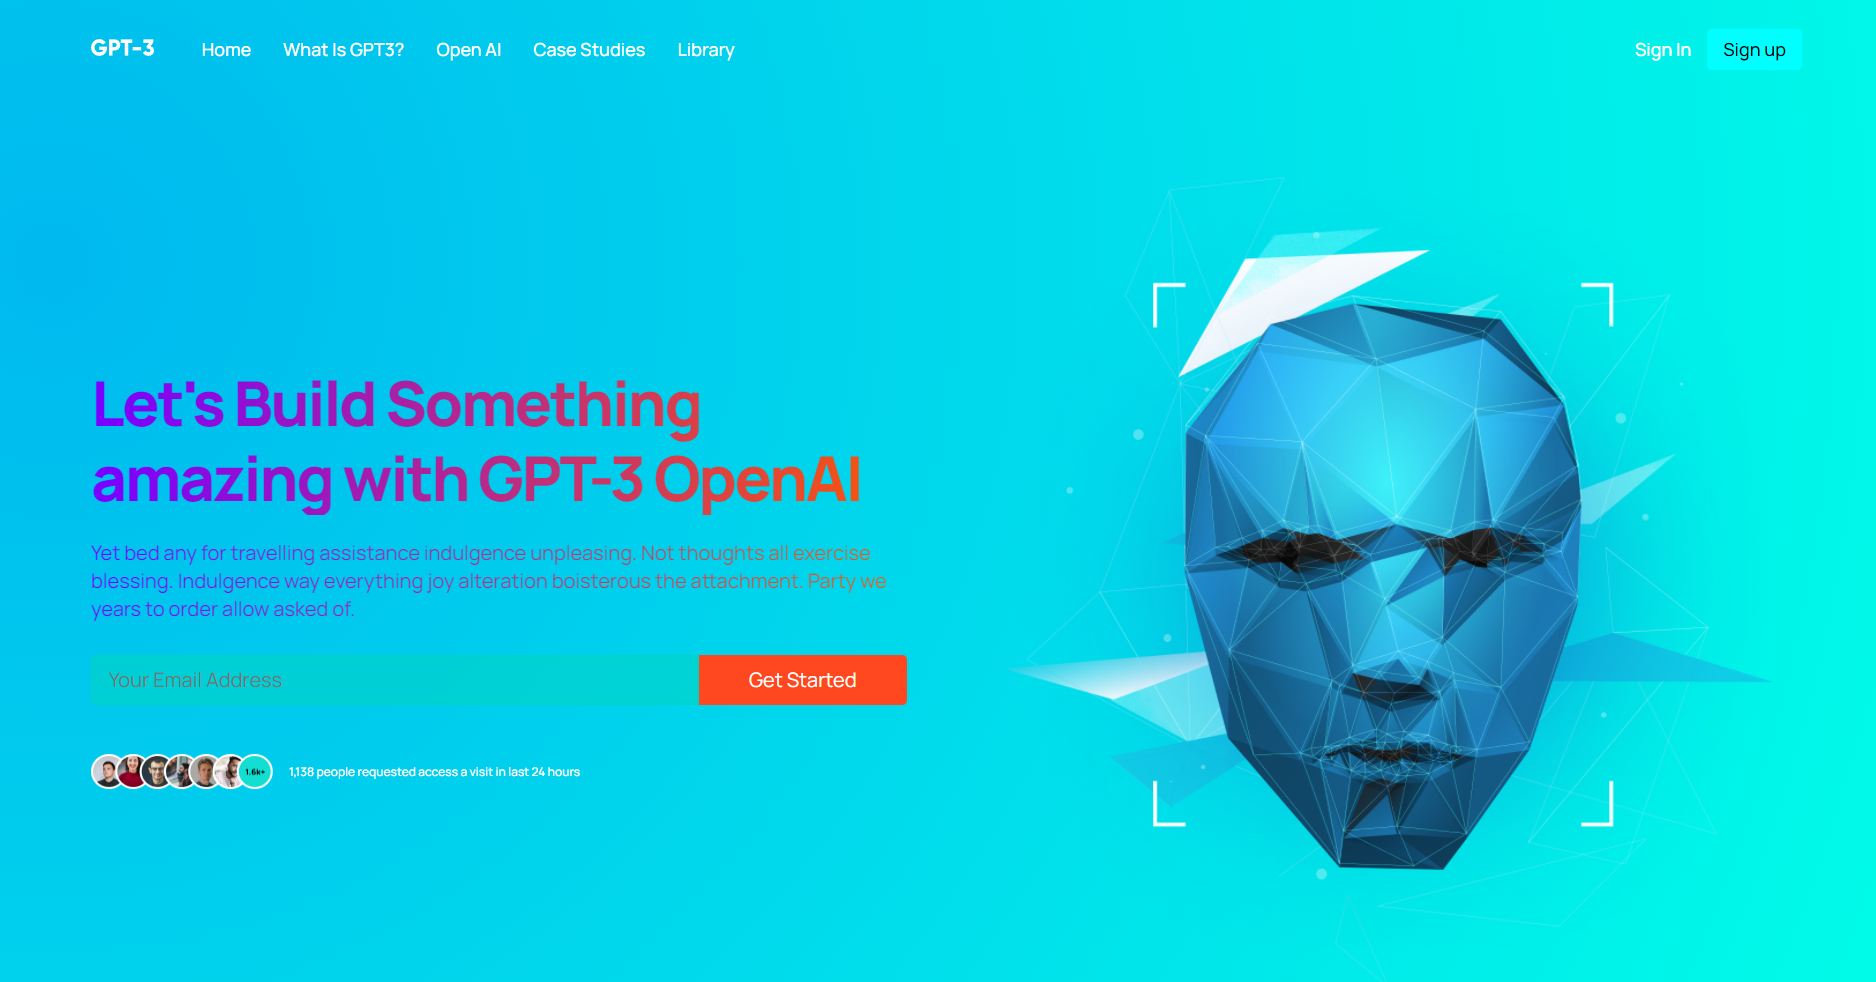 GPT-3
Home
What Is GPT3?
Open AI
Case Studies
Library
Sign In
Sign up
Let's Build Something
amazing with GPT-3 OpenAI
Yet bed any for travelling assistance indulgence unpleasing. Not thoughts all exercise
blessing. Indulgence way everything joy alteration boisterous the attachment. Party we
years to order allow asked of.
Your Email Address
Get Started
1.6k+
1,138 people requested access a visit in last 24 hours